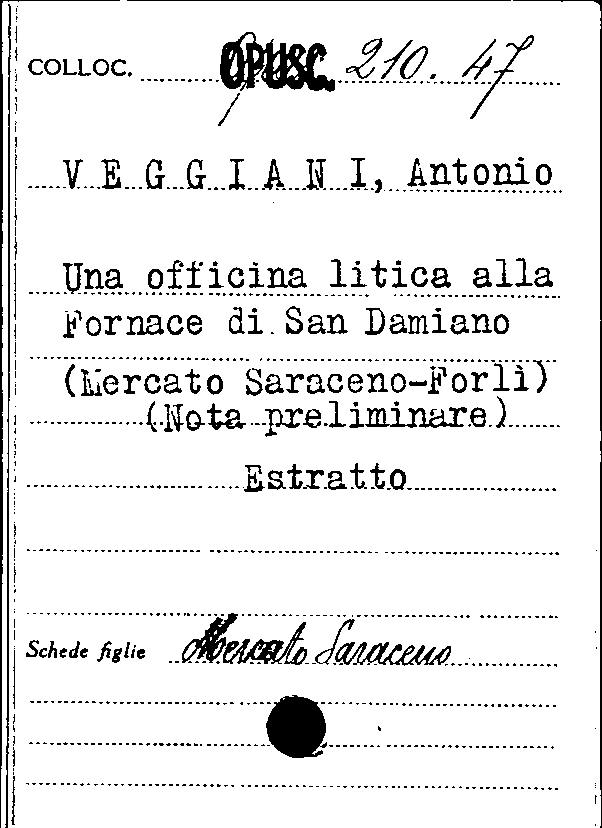 COLLOC. OPUSC. 210. 47
V E G G I A N I, Antonio
Una officina litica alla
Fornace di San Damiano
(Mercato Saraceno-Forlì)
(Nota preliminare)
Estratto
Schede figlie Mercato Saraceno